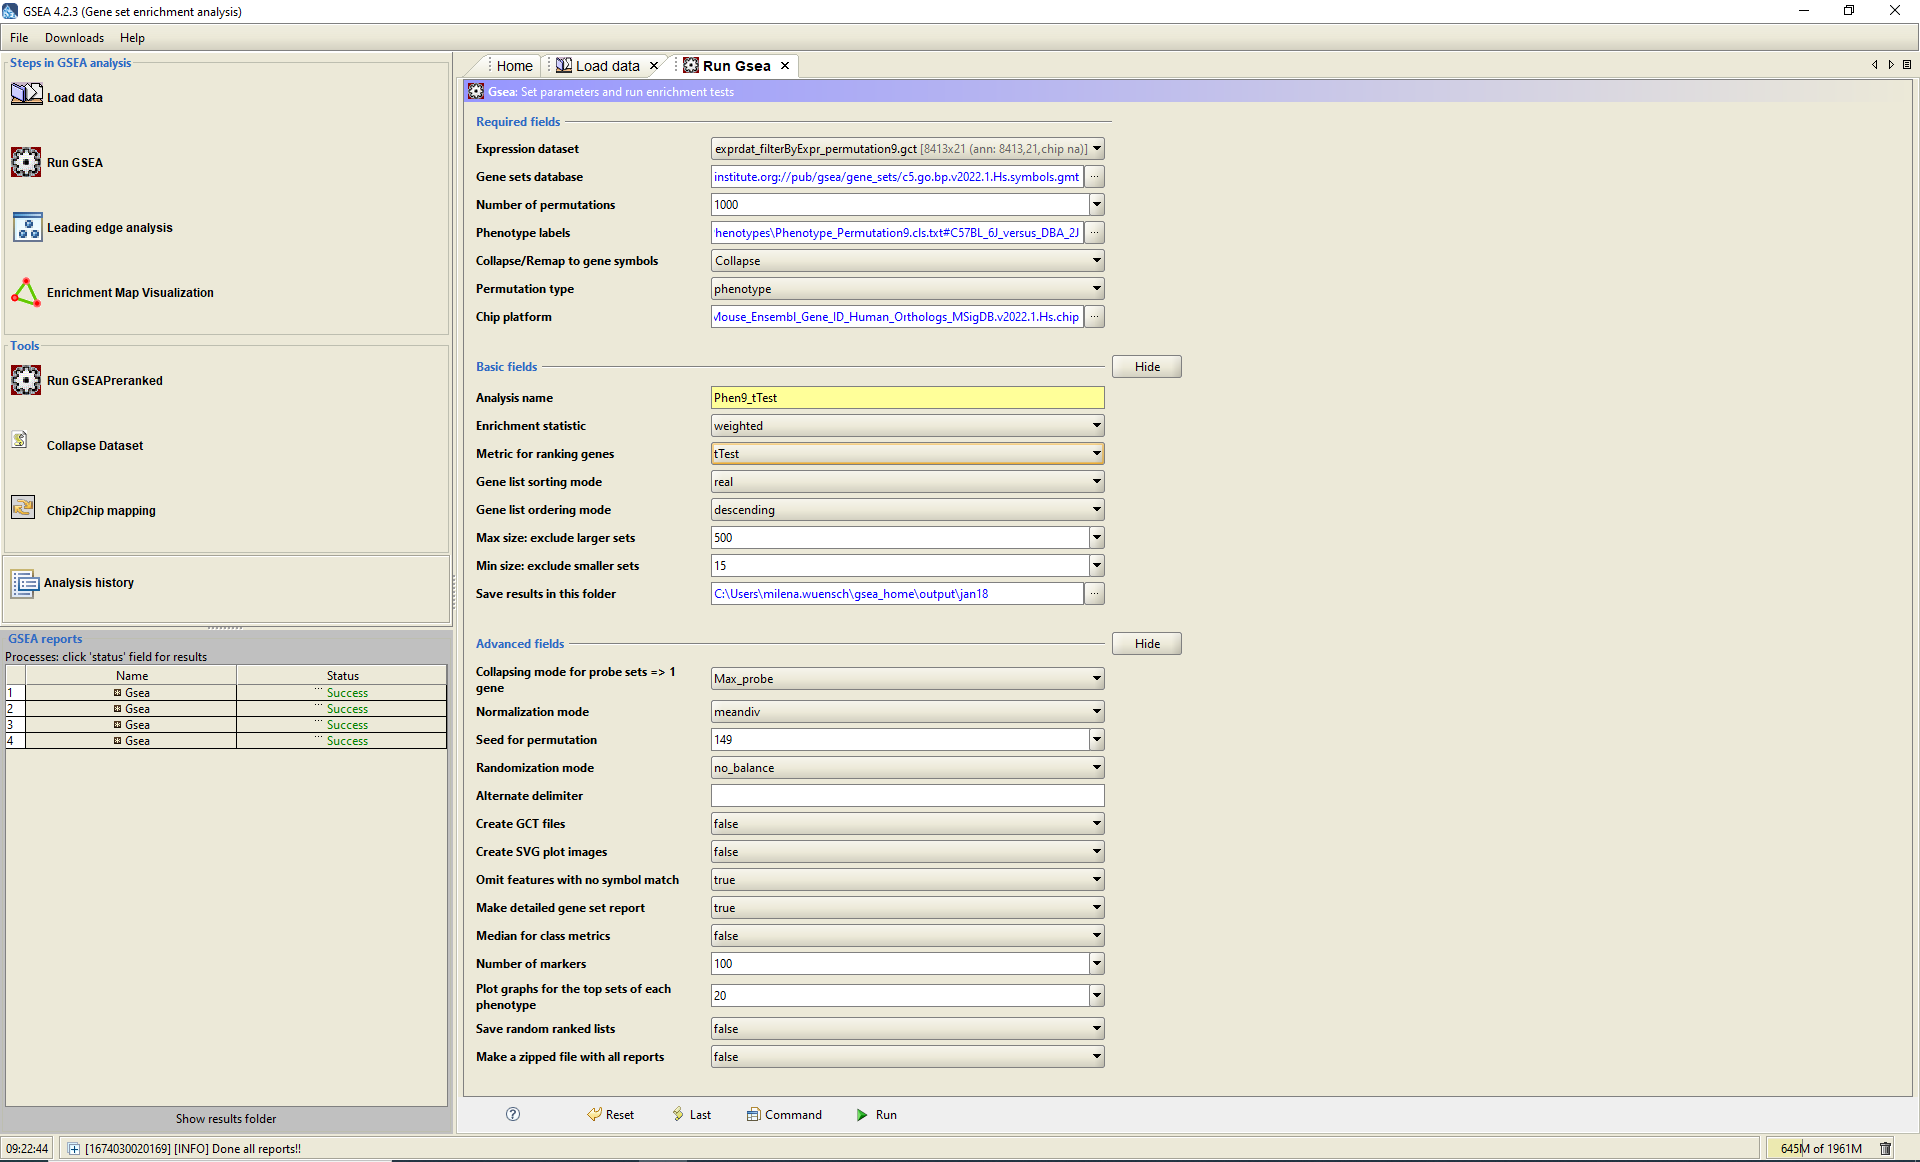 GSEA 4.2.3 (Gene set enrichment analysis)
File Downloads Help
Steps in GSEA analysis
Load data
Run GSEA
Leading edge analysis
Enrichment Map Visualization
Tools
Run GSEAPreranked
Collapse Dataset
Chip2Chip mapping
Analysis history
GSEA reports
Processes: click 'status' field for results
Name Status
1 Gsea ... Success
2 Gsea ... Success
3 Gsea ... Success
4 Gsea ... Success
Show results folder
Home Load data Run Gsea
Gsea: Set parameters and run enrichment tests
Required fields
Expression dataset exprdat_filterByExpr_permutation9.gct [8413x21 (ann: 8413,21,chip na)]
Gene sets database institute.org://pub/gsea/gene_sets/c5.go.bp.v2022.1.Hs.symbols.gmt ...
Number of permutations 1000
Phenotype labels henotypes\Phenotype_Permutation9.cls.txt#C57BL_6J_versus_DBA_2J ...
Collapse/Remap to gene symbols Collapse
Permutation type phenotype
Chip platform Mouse_Ensembl_Gene_ID_Human_Orthologs_MSigDB.v2022.1.Hs.chip ...
Basic fields Hide
Analysis name Phen9_tTest
Enrichment statistic weighted
Metric for ranking genes tTest
Gene list sorting mode real
Gene list ordering mode descending
Max size: exclude larger sets 500
Min size: exclude smaller sets 15
Save results in this folder C:\Users\milena.wuensch\gsea_home\output\jan18 ...
Advanced fields Hide
Collapsing mode for probe sets => 1
gene Max_probe
Normalization mode meandiv
Seed for permutation 149
Randomization mode no_balance
Alternate delimiter
Create GCT files false
Create SVG plot images false
Omit features with no symbol match true
Make detailed gene set report true
Median for class metrics false
Number of markers 100
Plot graphs for the top sets of each
phenotype 20
Save random ranked lists false
Make a zipped file with all reports false
? Reset Last Command Run
09:22:44 [1674030020169] [INFO] Done all reports!! 645M of 1961M